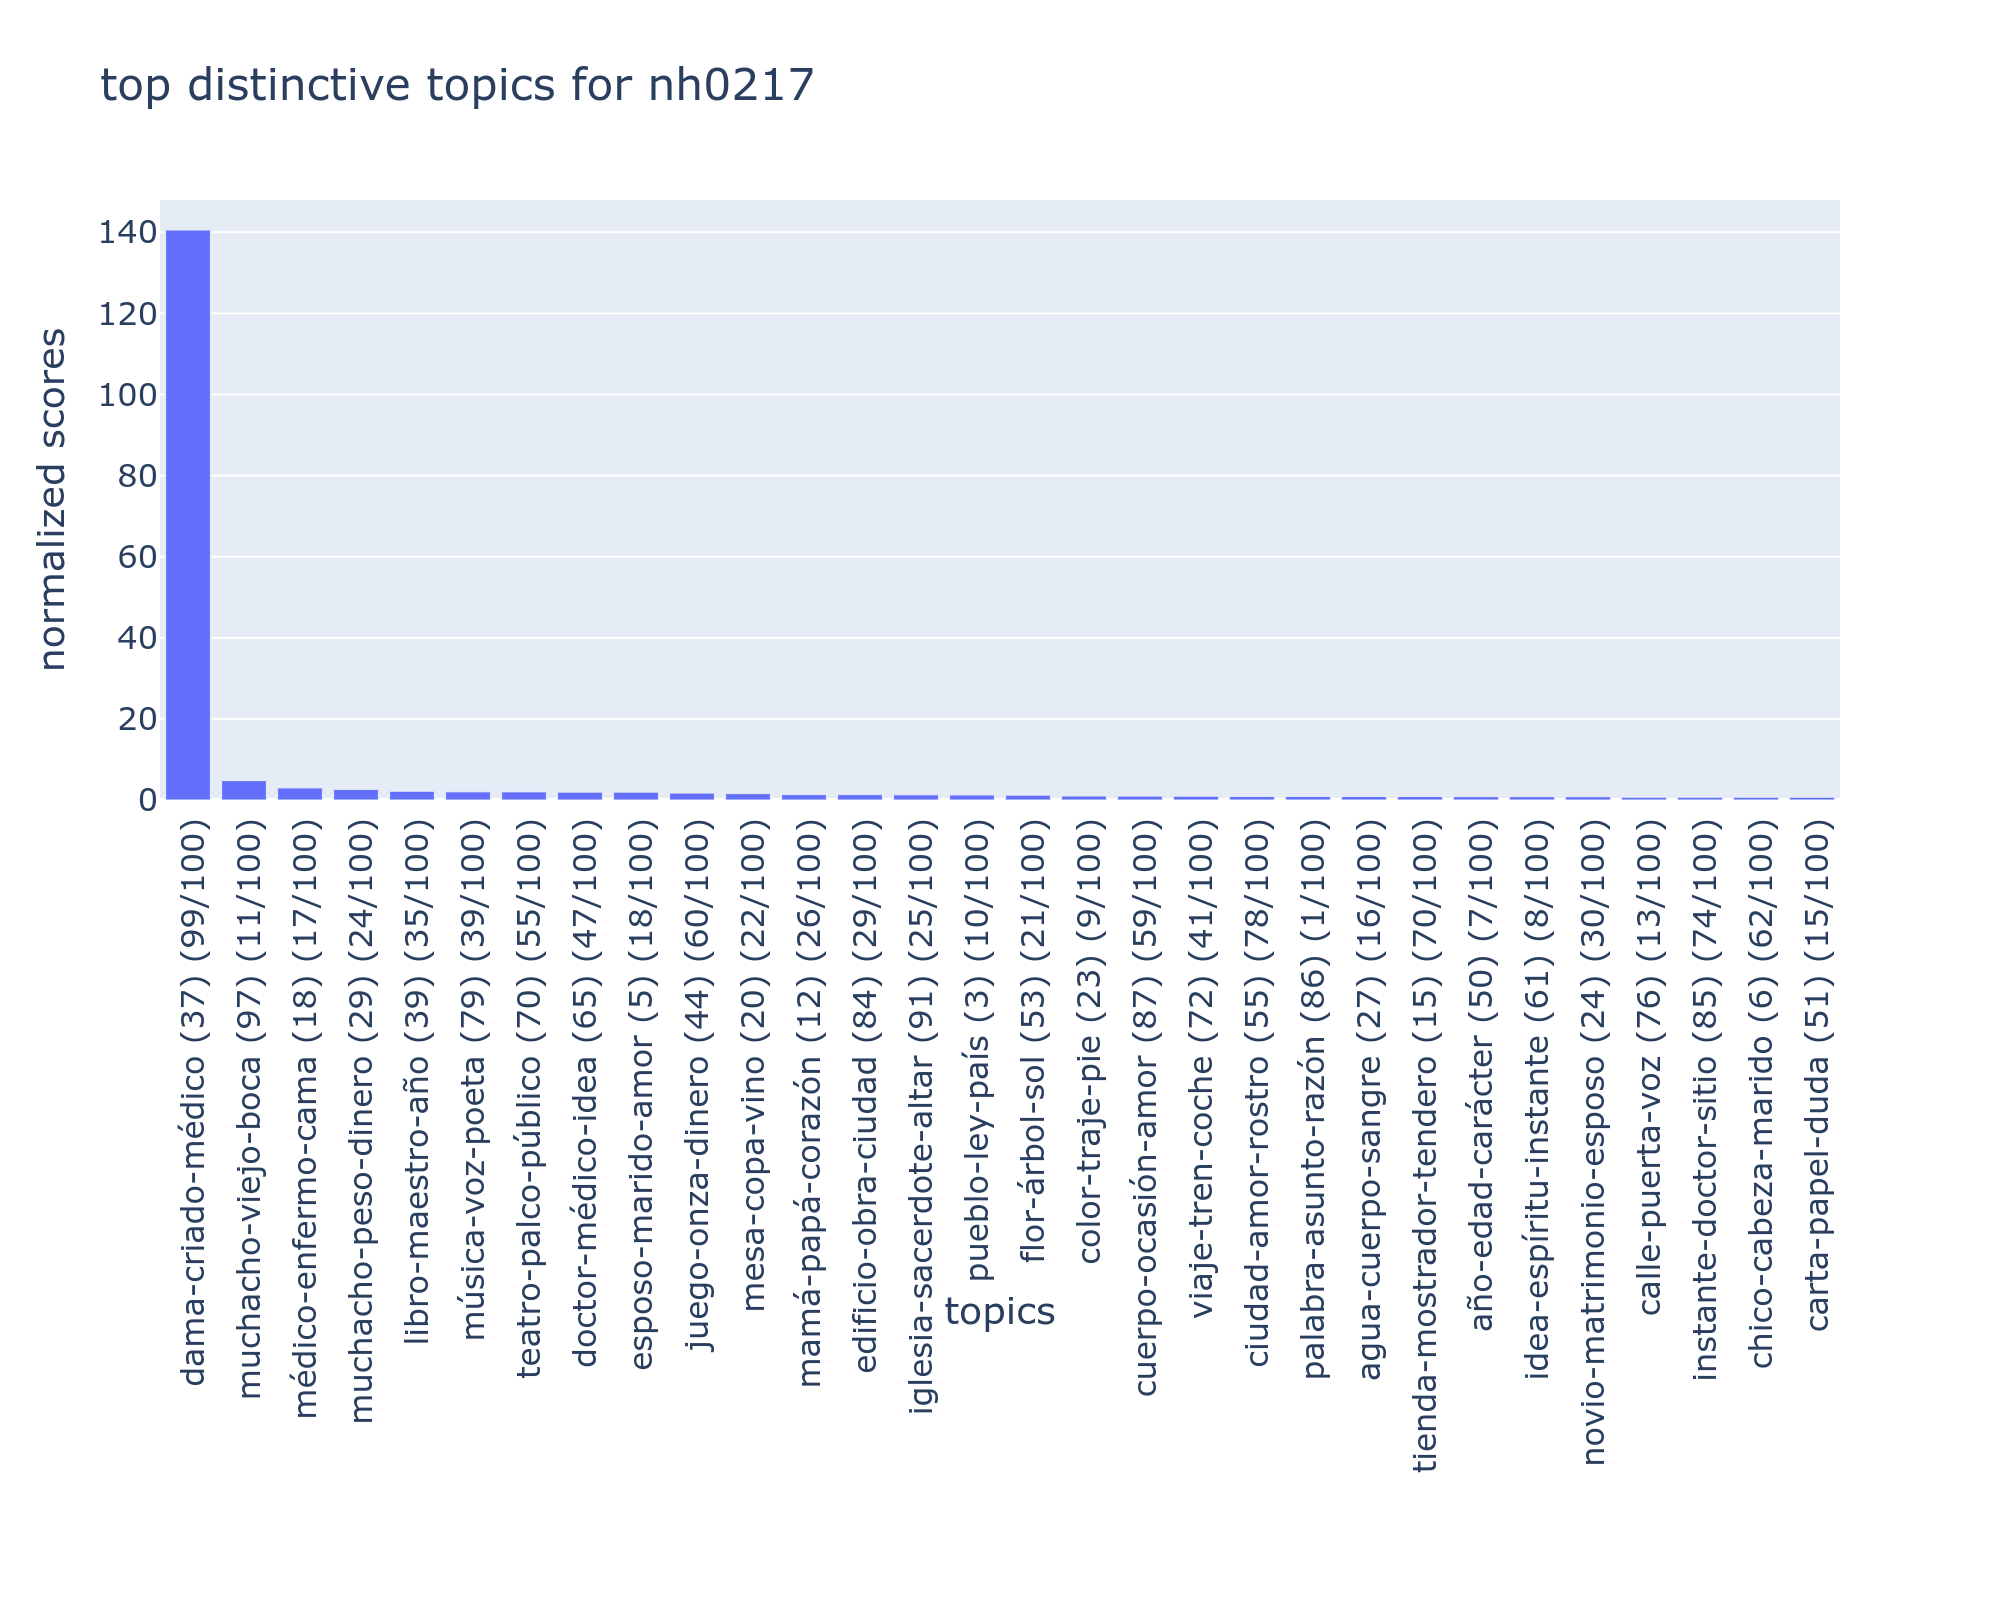 top distinctive topics for nh0217
normalized scores
140
120
100
80
60
40
20
0
dama-criado-médico (37) (99/100)
muchacho-viejo-boca (97) (11/100)
médico-enfermo-cama (18) (17/100)
muchacho-peso-dinero (29) (24/100)
libro-maestro-año (39) (35/100)
música-voz-poeta (79) (39/100)
teatro-palco-público (70) (55/100)
doctor-médico-idea (65) (47/100)
esposo-marido-amor (5) (18/100)
juego-onza-dinero (44) (60/100)
mesa-copa-vino (20) (22/100)
mamá-papá-corazón (12) (26/100)
edificio-obra-ciudad (84) (29/100)
iglesia-sacerdote-altar (91) (25/100)
pueblo-ley-país (3) (10/100)
flor-árbol-sol (53) (21/100)
color-traje-pie (23) (9/100)
cuerpo-ocasión-amor (87) (59/100)
viaje-tren-coche (72) (41/100)
ciudad-amor-rostro (55) (78/100)
palabra-asunto-razón (86) (1/100)
agua-cuerpo-sangre (27) (16/100)
tienda-mostrador-tendero (15) (70/100)
año-edad-carácter (50) (7/100)
idea-espíritu-instante (61) (8/100)
novio-matrimonio-esposo (24) (30/100)
calle-puerta-voz (76) (13/100)
instante-doctor-sitio (85) (74/100)
chico-cabeza-marido (6) (62/100)
carta-papel-duda (51) (15/100)
topics